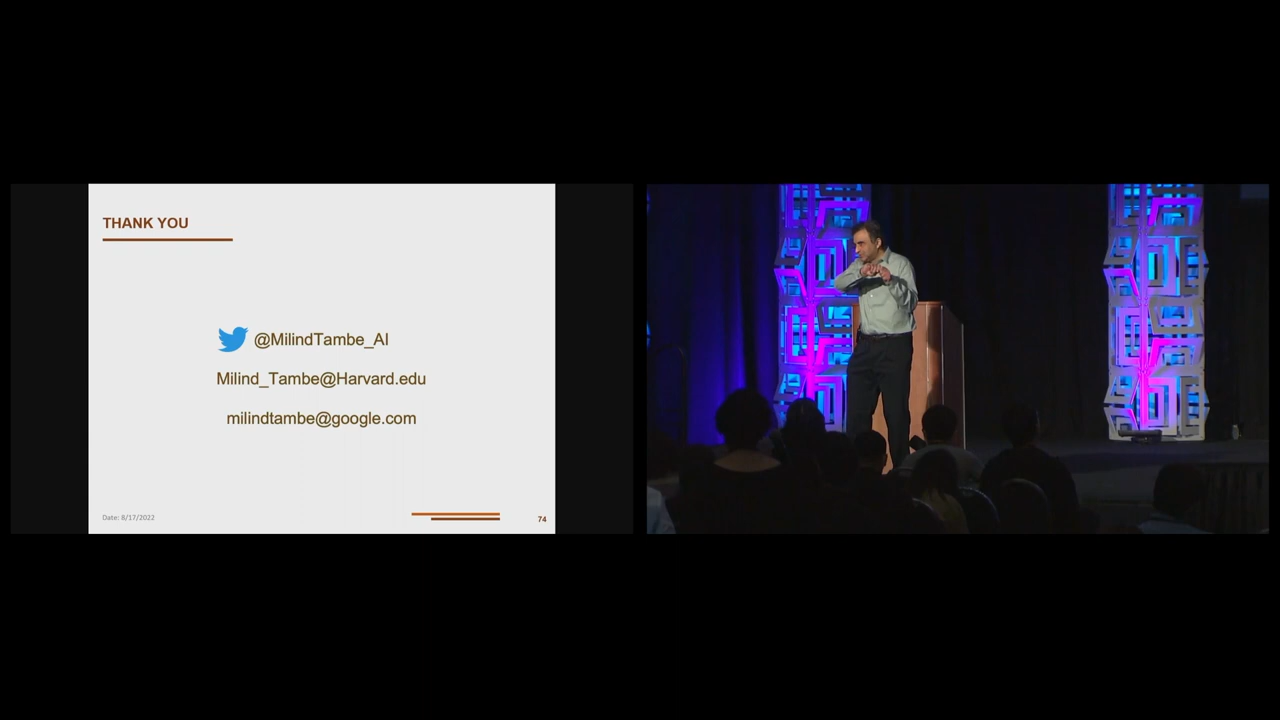 THANK YOU
@MilindTambe_AI
Milind_Tambe@Harvard.edu
milindtambe@google.com
Date: 8/17/2022
74